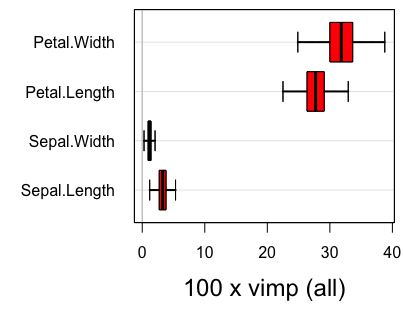 Petal.Width
Petal.Length
Sepal.Width
Sepal.Length
0 10 20 30 40
100 x vimp (all)